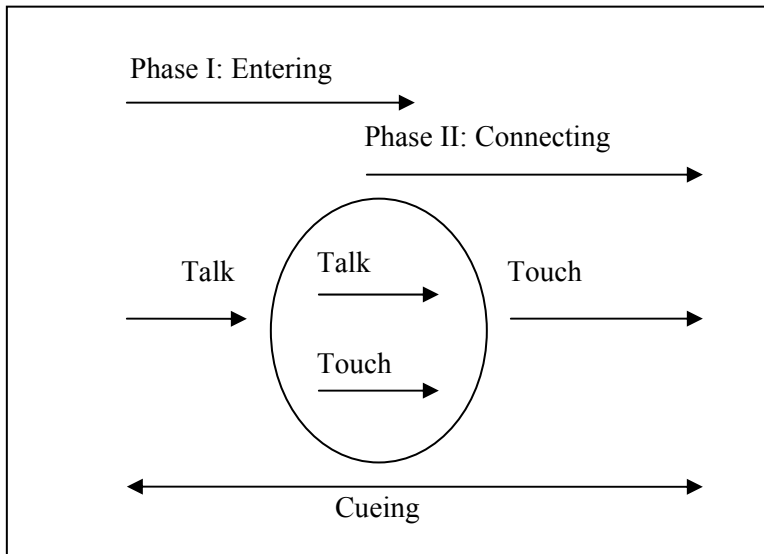 Phase I: Entering
Phase II: Connecting
Talk
Talk
Touch
Touch
Cueing